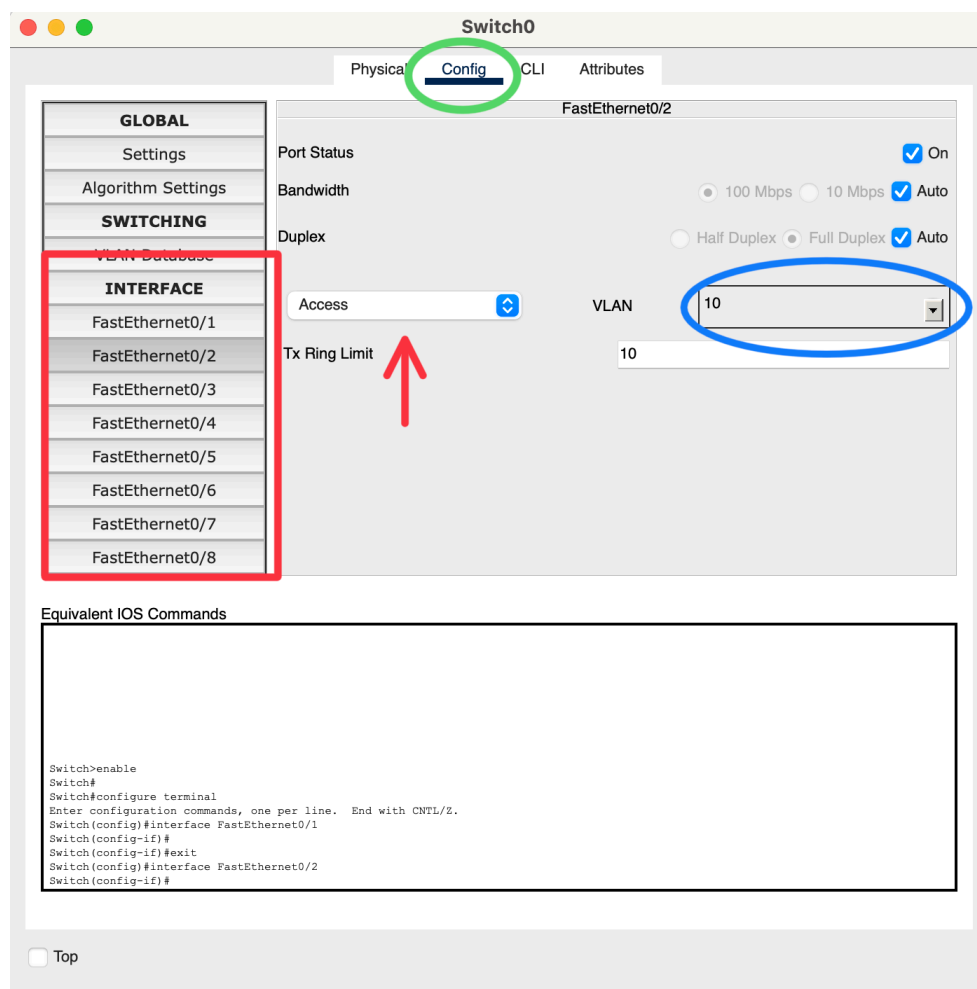 Switch0
Physical Config CLI Attributes
GLOBAL
Settings
Algorithm Settings
SWITCHING
VLAN Database
INTERFACE
FastEthernet0/1
FastEthernet0/2
FastEthernet0/3
FastEthernet0/4
FastEthernet0/5
FastEthernet0/6
FastEthernet0/7
FastEthernet0/8
FastEthernet0/2
Port Status On
Bandwidth 100 Mbps 10 Mbps Auto
Duplex Half Duplex Full Duplex Auto
Access VLAN 10
Tx Ring Limit 10
Equivalent IOS Commands
Switch>enable
Switch#
Switch#configure terminal
Enter configuration commands, one per line. End with CNTL/Z.
Switch(config)#interface FastEthernet0/1
Switch(config-if)#
Switch(config-if)#exit
Switch(config)#interface FastEthernet0/2
Switch(config-if)#
Top